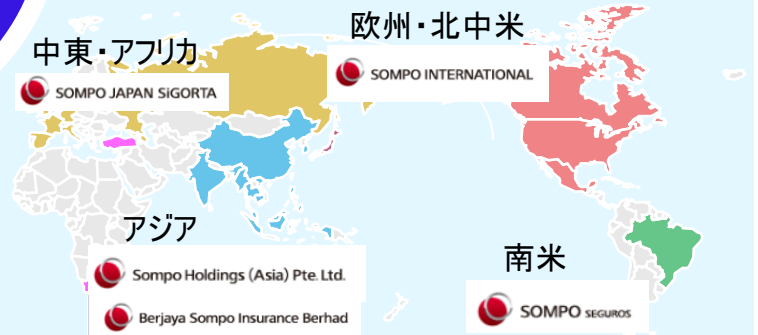 欧州・北中米
SOMPO INTERNATIONAL
中東・アフリカ
SOMPO JAPAN SiGORTA
アジア
Sompo Holdings (Asia) Pte. Ltd.
Berjaya Sompo Insurance Berhad
南米
SOMPO SEGUROS